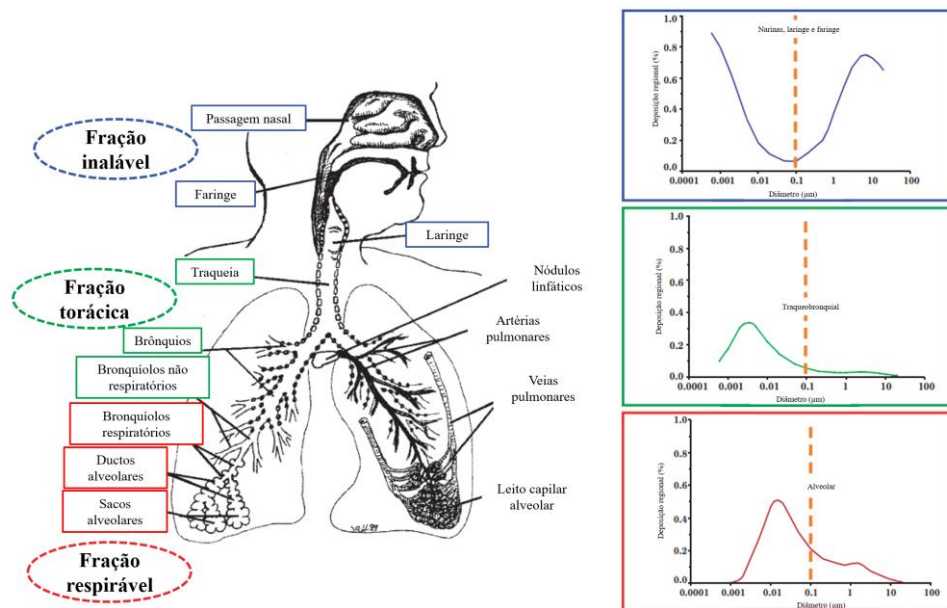 Fração
inalável
Passagem nasal
Faringe
Laringe
Traqueia
Fração
torácica
Brônquios
Bronquíolos não
respiratórios
Bronquíolos
respiratórios
Ductos
alveolares
Sacos
alveolares
Fração
respirável
Nódulos
linfáticos
Artérias
pulmonares
Veias
pulmonares
Leito capilar
alveolar
Narinas, laringe e faringe
Deposição regional (%)
1.0
0.8
0.6
0.4
0.2
0.0
0.0001 0.001 0.01 0.1 1 10 100
Diâmetro (μm)
Traqueobronquial
Deposição regional (%)
1.0
0.8
0.6
0.4
0.2
0.0
0.0001 0.001 0.01 0.1 1 10 100
Diâmetro (μm)
Alveolar
Deposição regional (%)
1.0
0.8
0.6
0.4
0.2
0.0
0.0001 0.001 0.01 0.1 1 10 100
Diâmetro (μm)